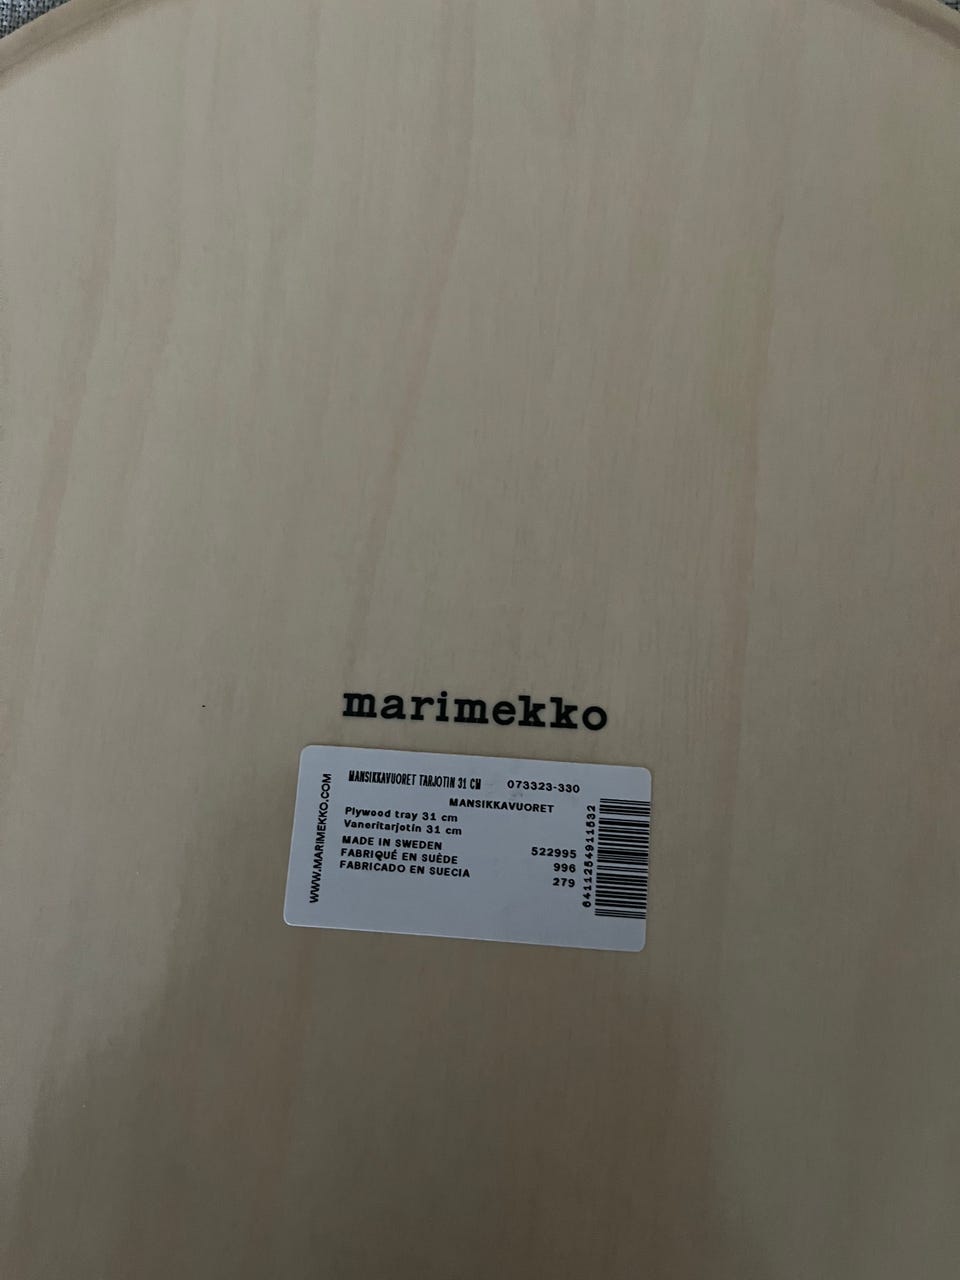 marimekko
MANSIKKAVUORET TARJOTIN 31 CM 073323-330
MANSIKKAVUORET
Plywood tray 31 cm
Vaneritarjotin 31 cm
MADE IN SWEDEN
FABRIQUÉ EN SUÈDE
FABRICADO EN SUECIA
522995
996
279
WWW.MARIMEKKO.COM
6411254911532